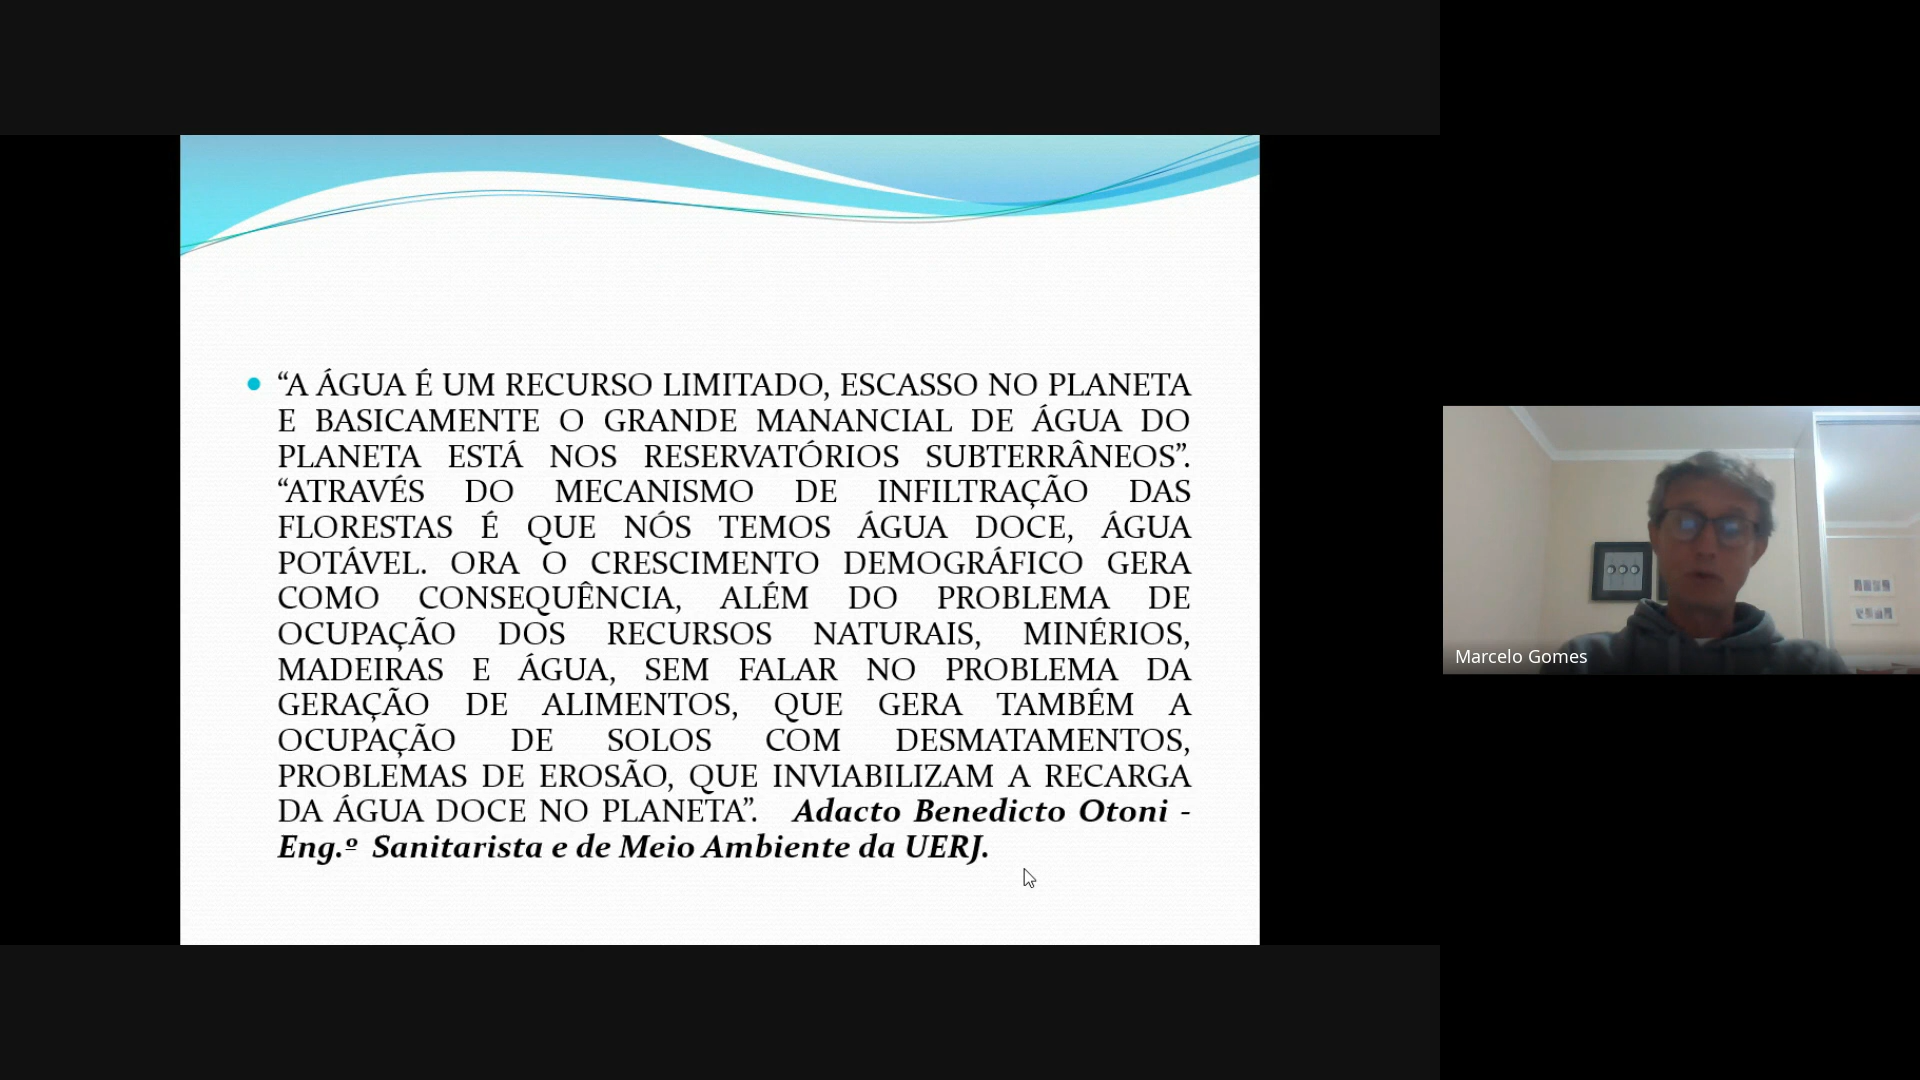 “A ÁGUA É UM RECURSO LIMITADO, ESCASSO NO PLANETA
E BASICAMENTE O GRANDE MANANCIAL DE ÁGUA DO
PLANETA ESTÁ NOS RESERVATÓRIOS SUBTERRÂNEOS”.
“ATRAVÉS DO MECANISMO DE INFILTRAÇÃO DAS
FLORESTAS É QUE NÓS TEMOS ÁGUA DOCE, ÁGUA
POTÁVEL. ORA O CRESCIMENTO DEMOGRÁFICO GERA
COMO CONSEQUÊNCIA, ALÉM DO PROBLEMA DE
OCUPAÇÃO DOS RECURSOS NATURAIS, MINÉRIOS,
MADEIRAS E ÁGUA, SEM FALAR NO PROBLEMA DA
GERAÇÃO DE ALIMENTOS, QUE GERA TAMBÉM A
OCUPAÇÃO DE SOLOS COM DESMATAMENTOS,
PROBLEMAS DE EROSÃO, QUE INVIABILIZAM A RECARGA
DA ÁGUA DOCE NO PLANETA”. Adacto Benedicto Otoni -
Eng.º Sanitarista e de Meio Ambiente da UERJ.
Marcelo Gomes